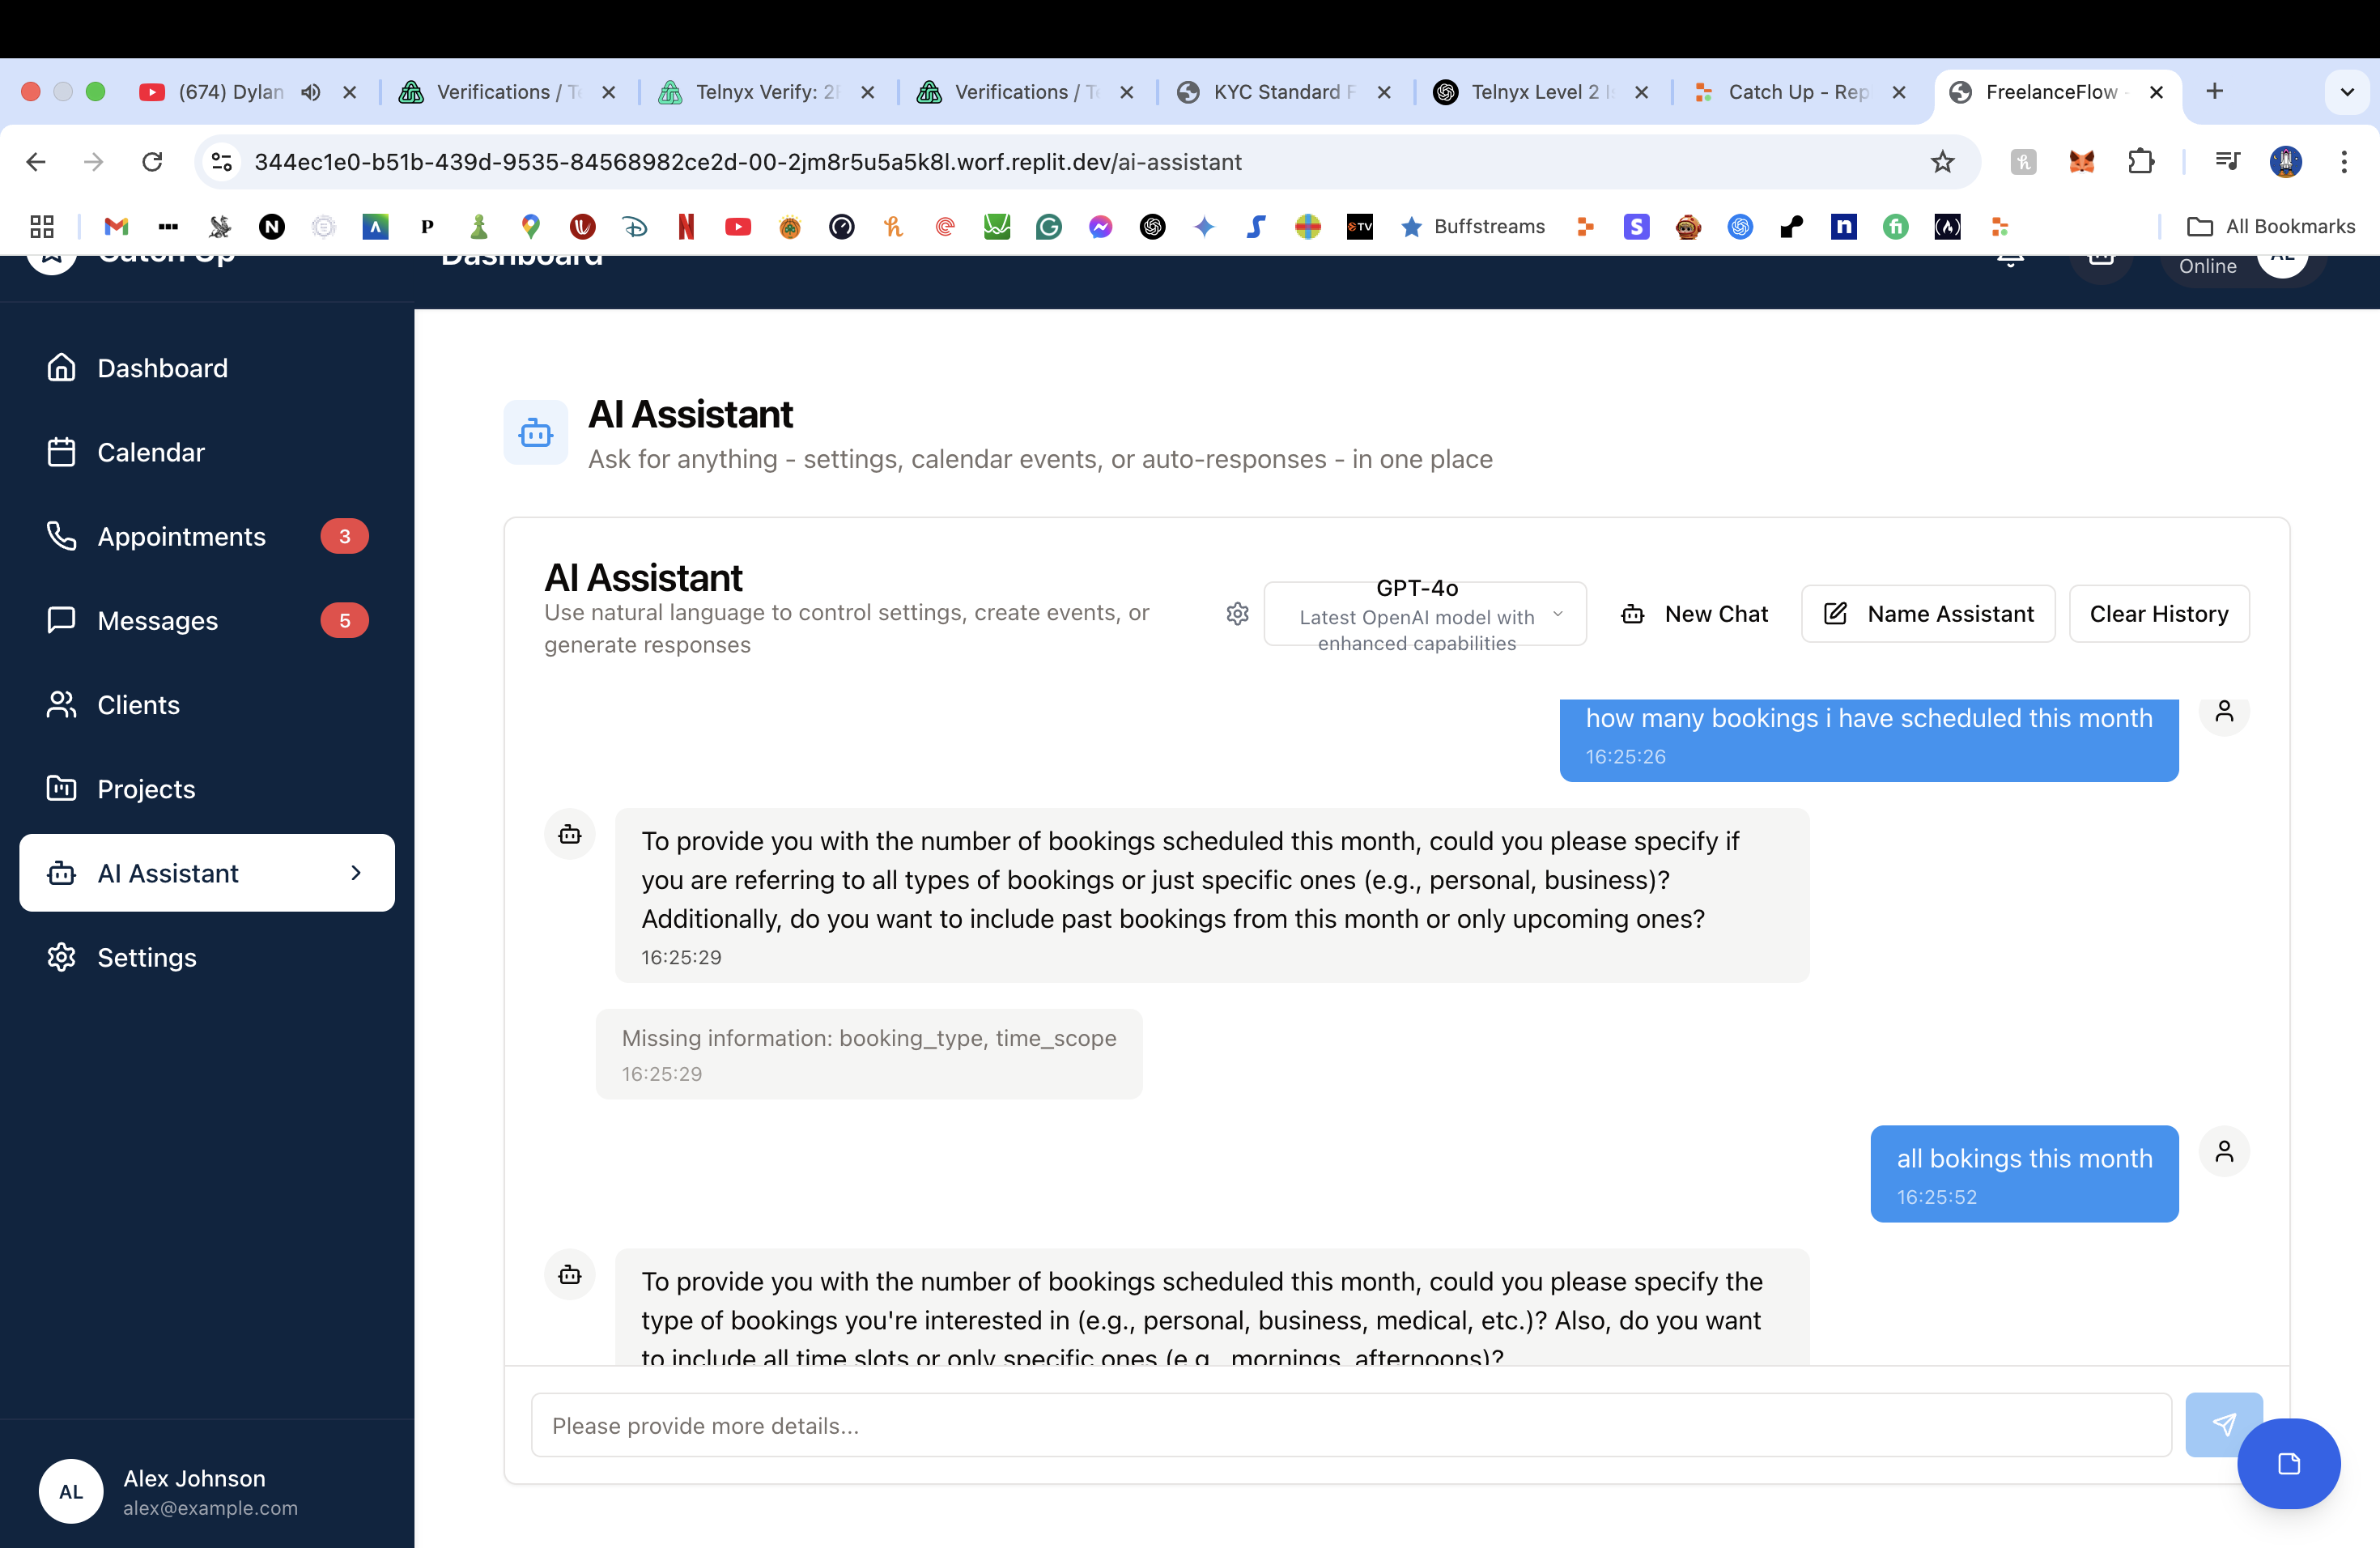 (674) Dylan
Verifications / T
Telnyx Verify: 2
Verifications / T
KYC Standard F
Telnyx Level 2
Catch Up - Rep
FreelanceFlow -
344ec1e0-b51b-439d-9535-84568982ce2d-00-2jm8r5u5a5k8l.worf.replit.dev/ai-assistant
Buffstreams
All Bookmarks
Catch Up
Dashboard
Online
AL
Dashboard
Calendar
Appointments
3
Messages
5
Clients
Projects
AI Assistant
Settings
AL
Alex Johnson
alex@example.com
AI Assistant
Ask for anything - settings, calendar events, or auto-responses - in one place
AI Assistant
Use natural language to control settings, create events, or
generate responses
GPT-4o
Latest OpenAI model with
enhanced capabilities
New Chat
Name Assistant
Clear History
how many bookings i have scheduled this month
16:25:26
To provide you with the number of bookings scheduled this month, could you please specify if
you are referring to all types of bookings or just specific ones (e.g., personal, business)?
Additionally, do you want to include past bookings from this month or only upcoming ones?
16:25:29
Missing information: booking_type, time_scope
16:25:29
all bokings this month
16:25:52
To provide you with the number of bookings scheduled this month, could you please specify the
type of bookings you're interested in (e.g., personal, business, medical, etc.)? Also, do you want
to include all time slots or only specific ones (e.g., mornings, afternoons)?
Please provide more details...